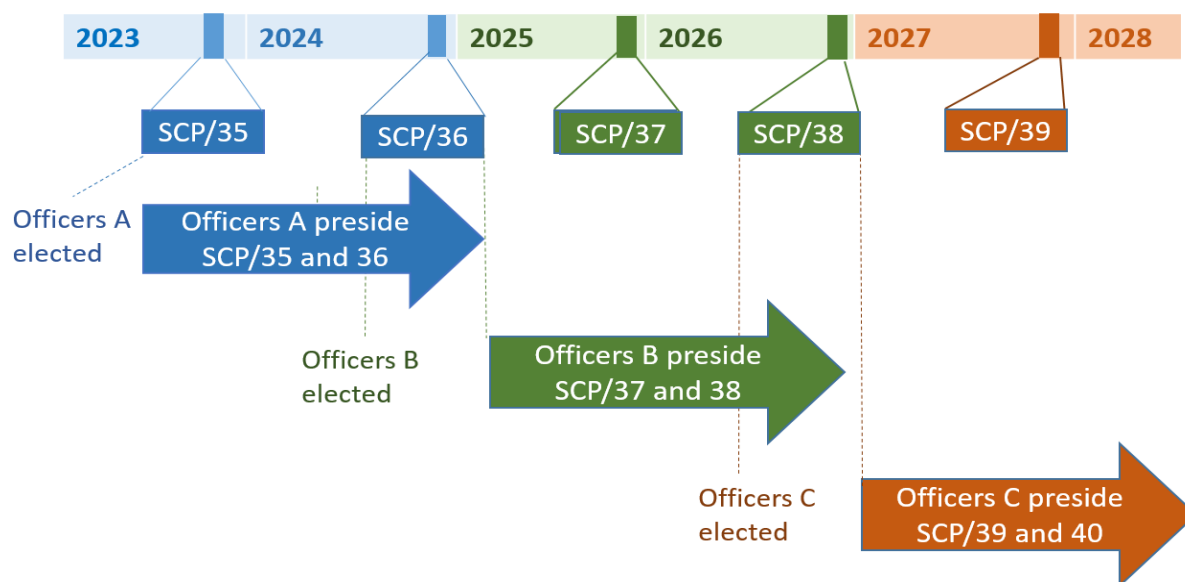 2023 2024 2025 2026 2027 2028
SCP/35 SCP/36 SCP/37 SCP/38 SCP/39
Officers A
elected
Officers A preside
SCP/35 and 36
Officers B
elected
Officers B preside
SCP/37 and 38
Officers C
elected
Officers C preside
SCP/39 and 40